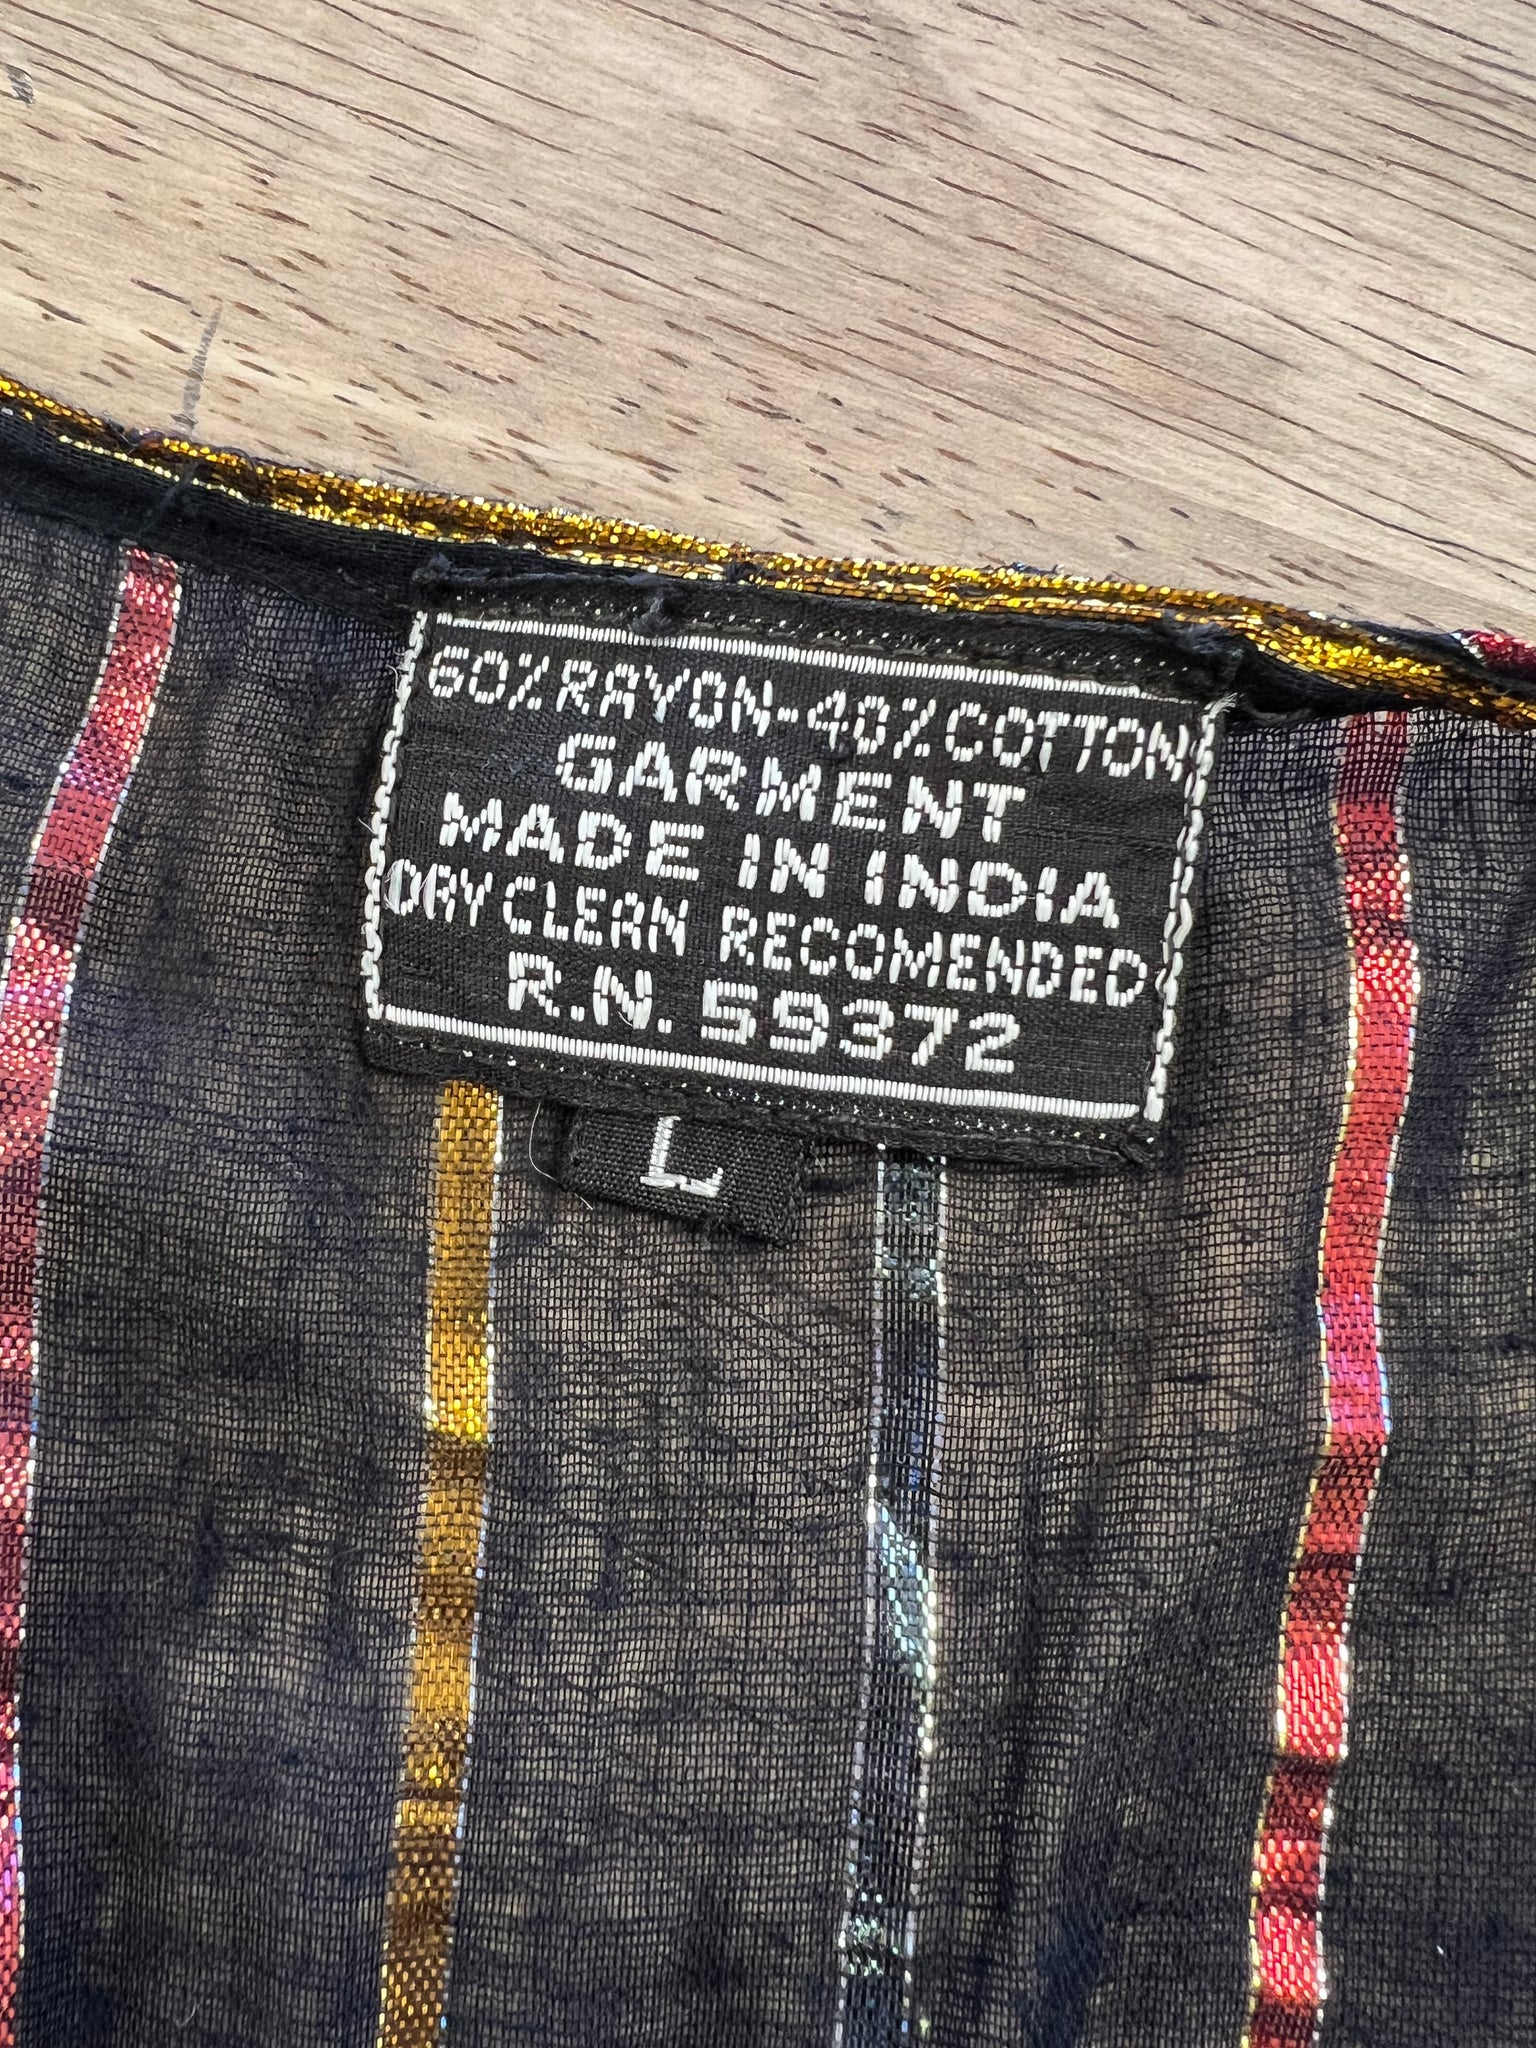 60% RAYON-40% COTTON
GARMENT
MADE IN INDIA
DRY CLEAN RECOMENDED
R.N. 59372
L